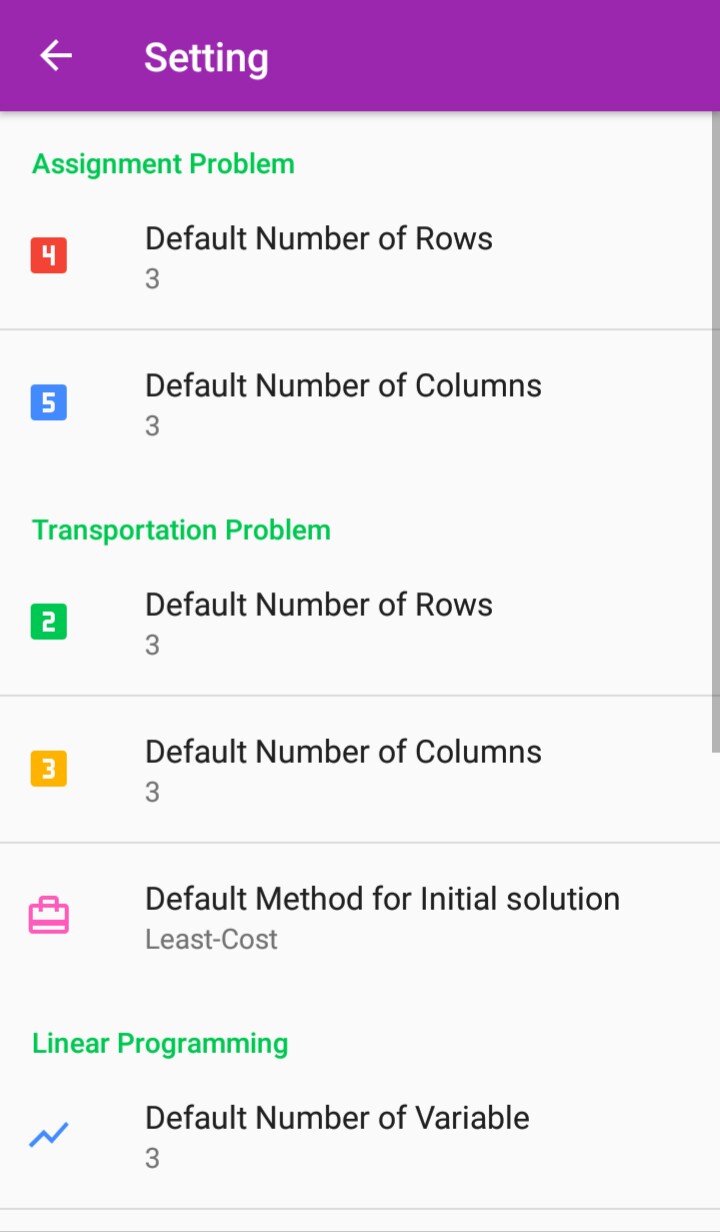 Setting
Assignment Problem
4
Default Number of Rows
3
5
Default Number of Columns
3
Transportation Problem
2
Default Number of Rows
3
3
Default Number of Columns
3
Default Method for Initial solution
Least-Cost
Linear Programming
Default Number of Variable
3